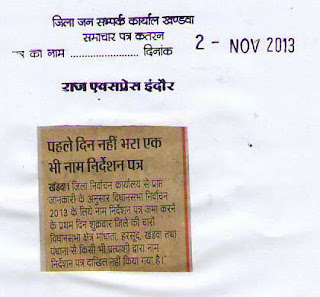 जिला जन सम्पर्क कार्याल खण्डवा
समाचार पत्र कतरन
का नाम ........................ दिनांक 2 - NOV 2013
राज एक्सप्रेस इंदौर
पहले दिन नहीं भरा एक
भी नाम निर्देशन पत्र
खंडवा। जिला निर्वाचन कार्यालय से प्राप्त
जानकारी के अनुसार विधानसभा निर्वाचन
2013 के लिये नाम निर्देशन पत्र जमा करने
के प्रथम दिन शुक्रवार जिले की चारों
विधानसभा क्षेत्र मांधाता, हरसूद, खंडवा तथा
पंधाना से किसी भी प्रत्याशी द्वारा नाम
निर्देशन पत्र दाखिल नहीं किया गया है।